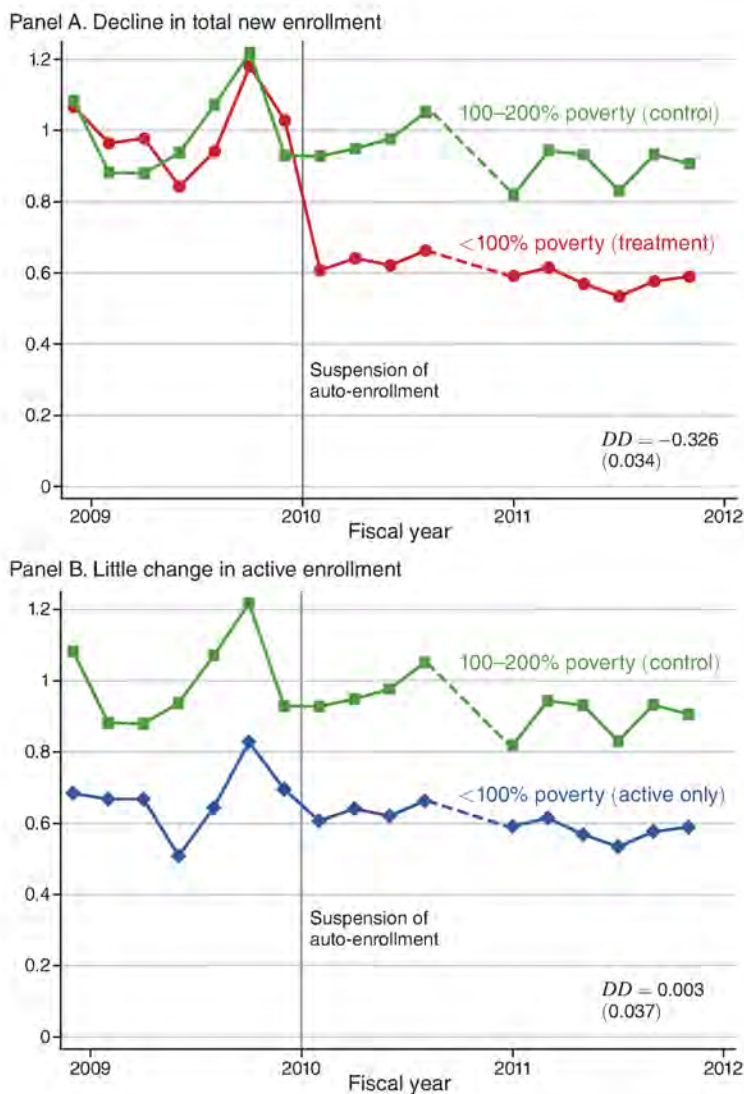 Panel A. Decline in total new enrollment
1.2
100–200% poverty (control)
1
0.8
<100% poverty (treatment)
0.6
0.4
Suspension of
auto-enrollment
0.2
DD = −0.326
(0.034)
0
2009
2010
2011
2012
Fiscal year
Panel B. Little change in active enrollment
1.2
100–200% poverty (control)
1
0.8
<100% poverty (active only)
0.6
0.4
Suspension of
auto-enrollment
0.2
DD = 0.003
(0.037)
0
2009
2010
2011
2012
Fiscal year